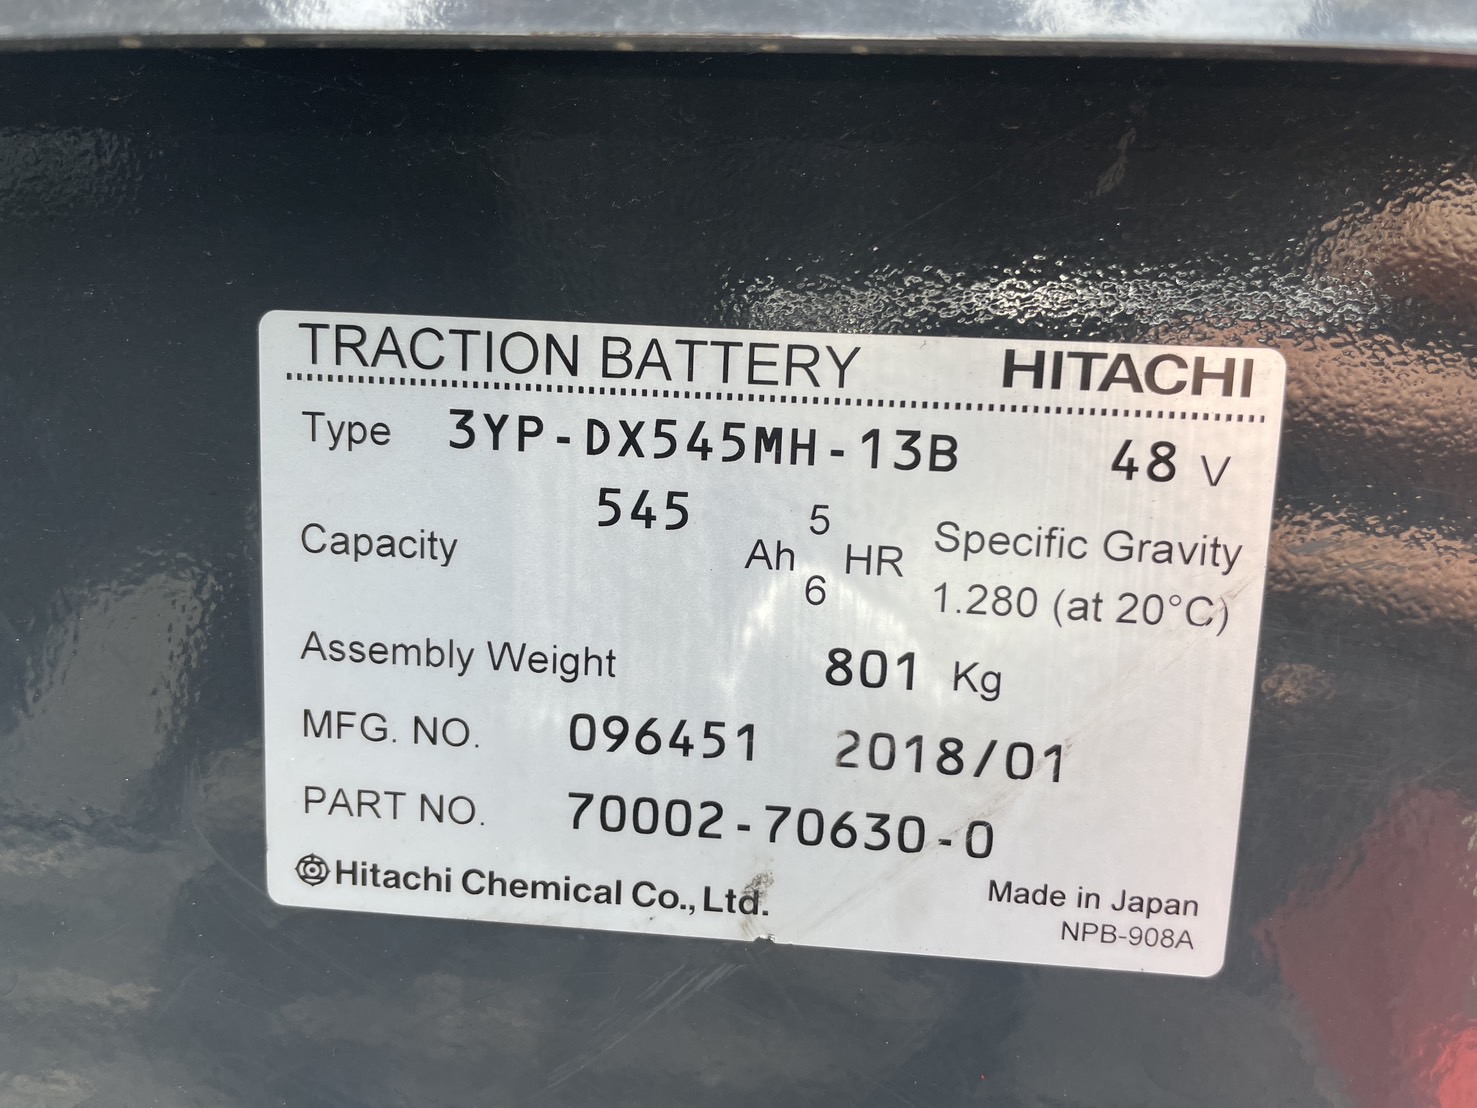 TRACTION BATTERY HITACHI
Type 3YP-DX545MH-13B 48 V
Capacity 545 Ah 5 HR Specific Gravity
6 1.280 (at 20°C)
Assembly Weight 801 Kg
MFG. NO. 096451 2018/01
PART NO. 70002-70630-0
Hitachi Chemical Co., Ltd. Made in Japan
NPB-908A